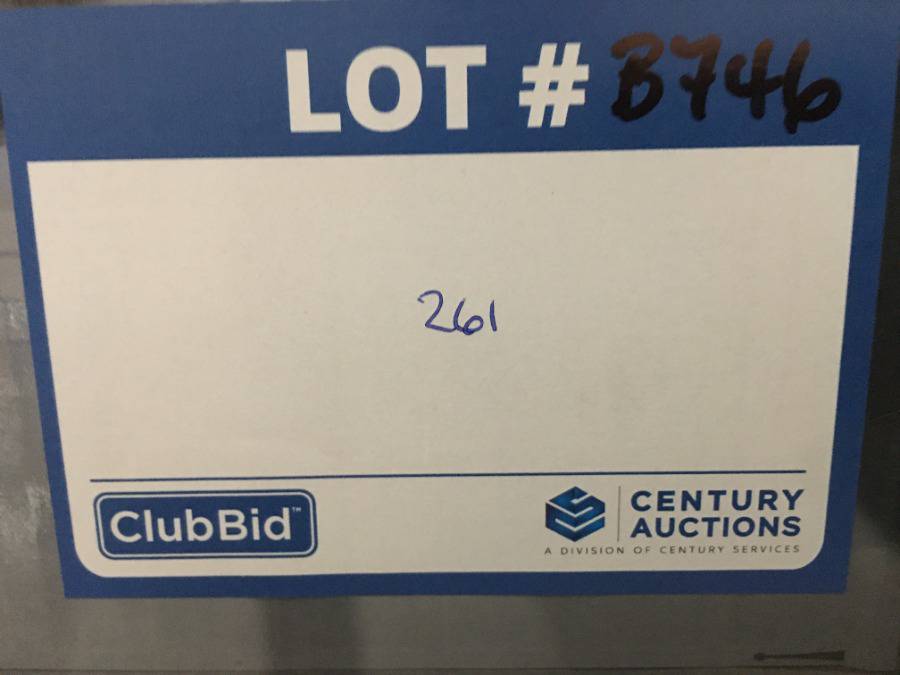 LOT # B746
261
ClubBid™
CENTURY
AUCTIONS
A DIVISION OF CENTURY SERVICES